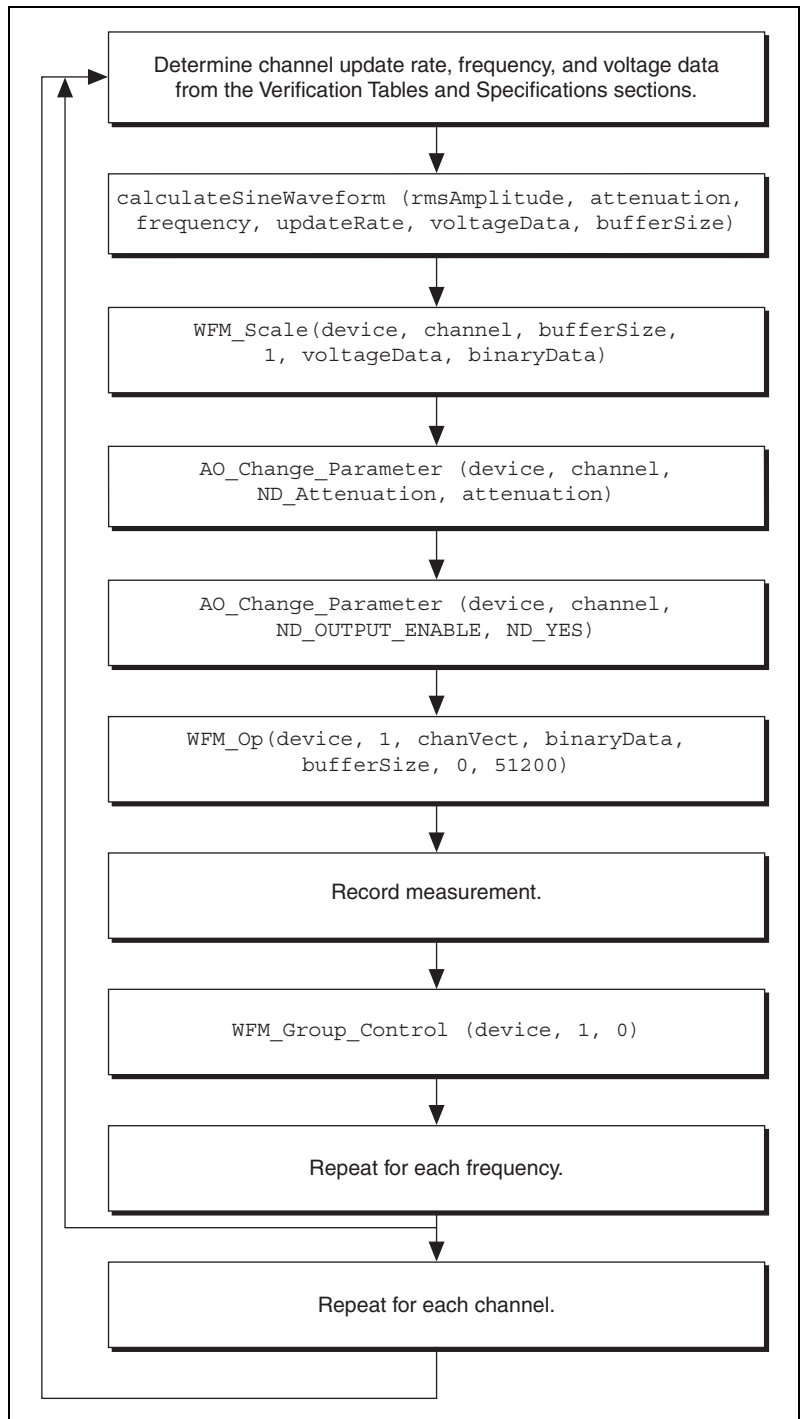 Determine channel update rate, frequency, and voltage data
from the Verification Tables and Specifications sections.
calculateSineWaveform (rmsAmplitude, attenuation,
frequency, updateRate, voltageData, bufferSize)
WFM_Scale(device, channel, bufferSize,
1, voltageData, binaryData)
AO_Change_Parameter (device, channel,
ND_Attenuation, attenuation)
AO_Change_Parameter (device, channel,
ND_OUTPUT_ENABLE, ND_YES)
WFM_Op(device, 1, chanVect, binaryData,
bufferSize, 0, 51200)
Record measurement.
WFM_Group_Control (device, 1, 0)
Repeat for each frequency.
Repeat for each channel.